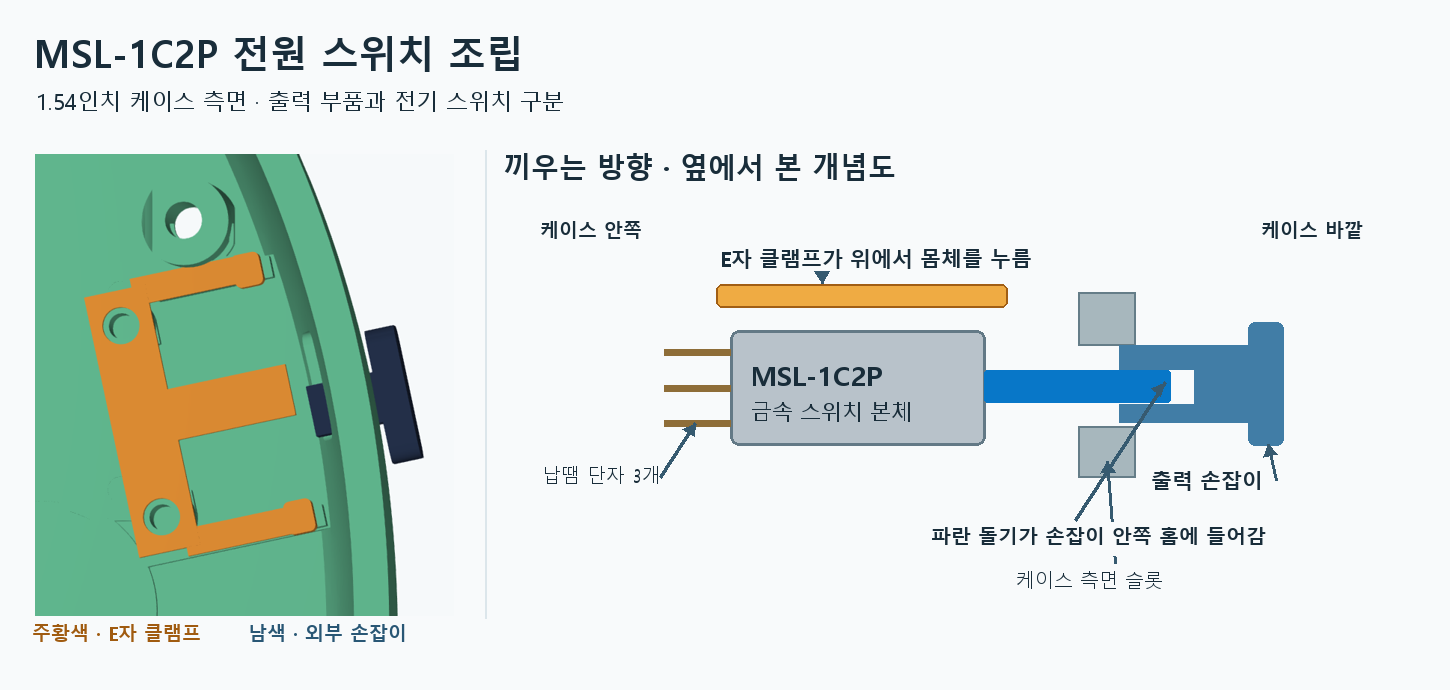 MSL-1C2P 전원 스위치 조립
1.54인치 케이스 측면 · 출력 부품과 전기 스위치 구분
끼우는 방향 · 옆에서 본 개념도
케이스 안쪽
케이스 바깥
E자 클램프가 위에서 몸체를 누름
MSL-1C2P
금속 스위치 본체
납땜 단자 3개
출력 손잡이
파란 돌기가 손잡이 안쪽 홈에 들어감
케이스 측면 슬롯
주황색 · E자 클램프
남색 · 외부 손잡이